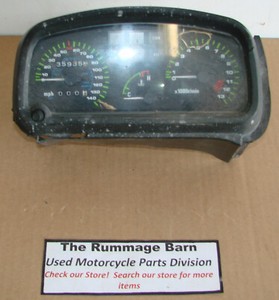 mph
x1000r/min
The Rummage Barn
Used Motorcycle Parts Division
Check our Store! Search our store for more
items